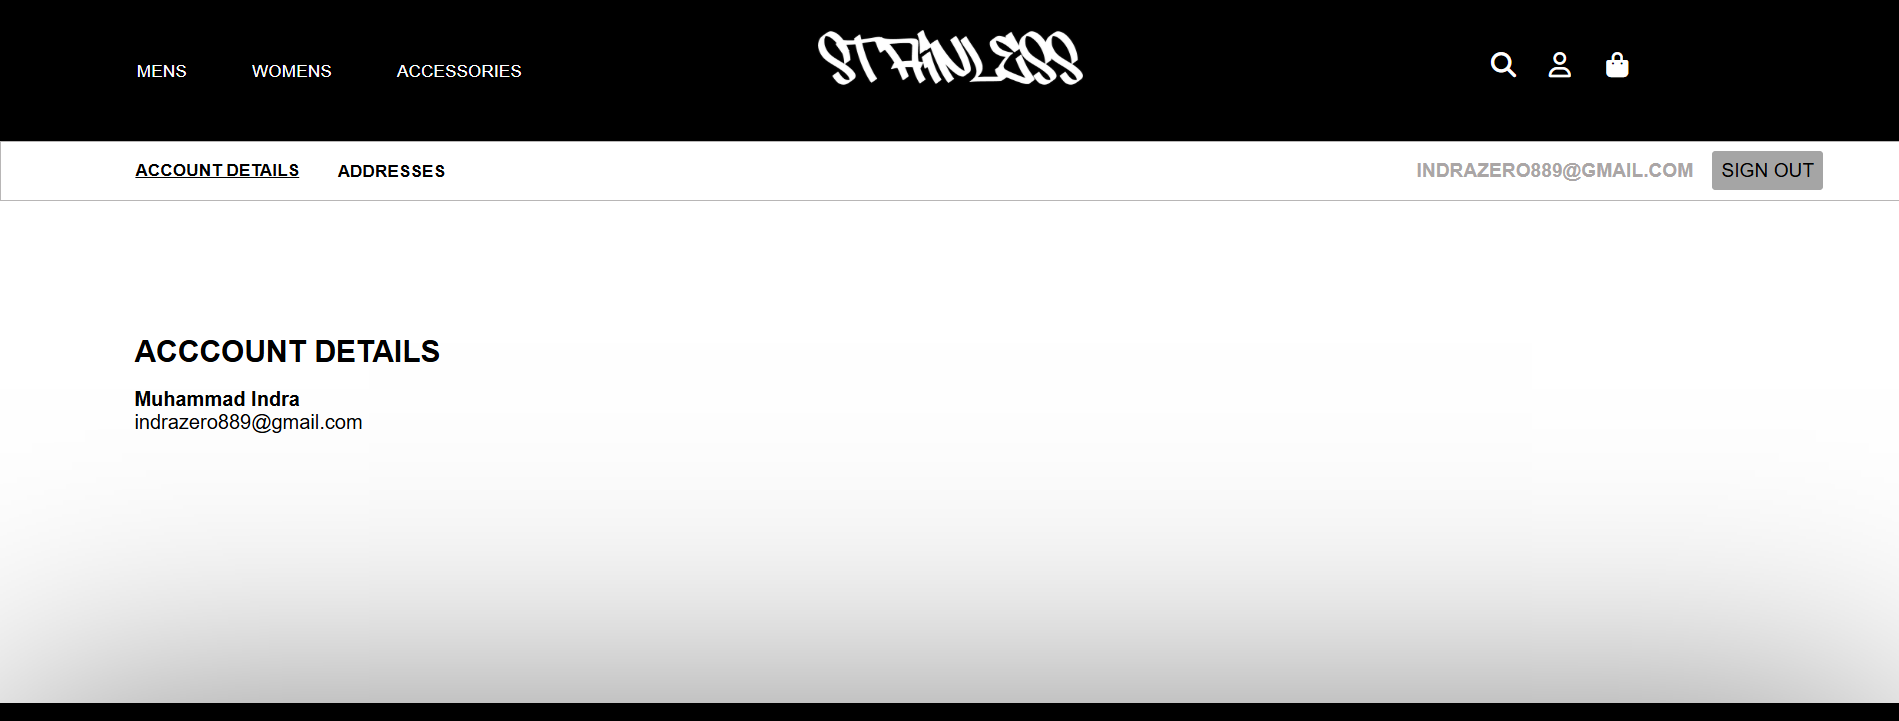 MENS WOMENS ACCESSORIES STAINLESS
ACCOUNT DETAILS ADDRESSES INDRAZERO889@GMAIL.COM SIGN OUT
ACCCOUNT DETAILS
Muhammad Indra
indrazero889@gmail.com